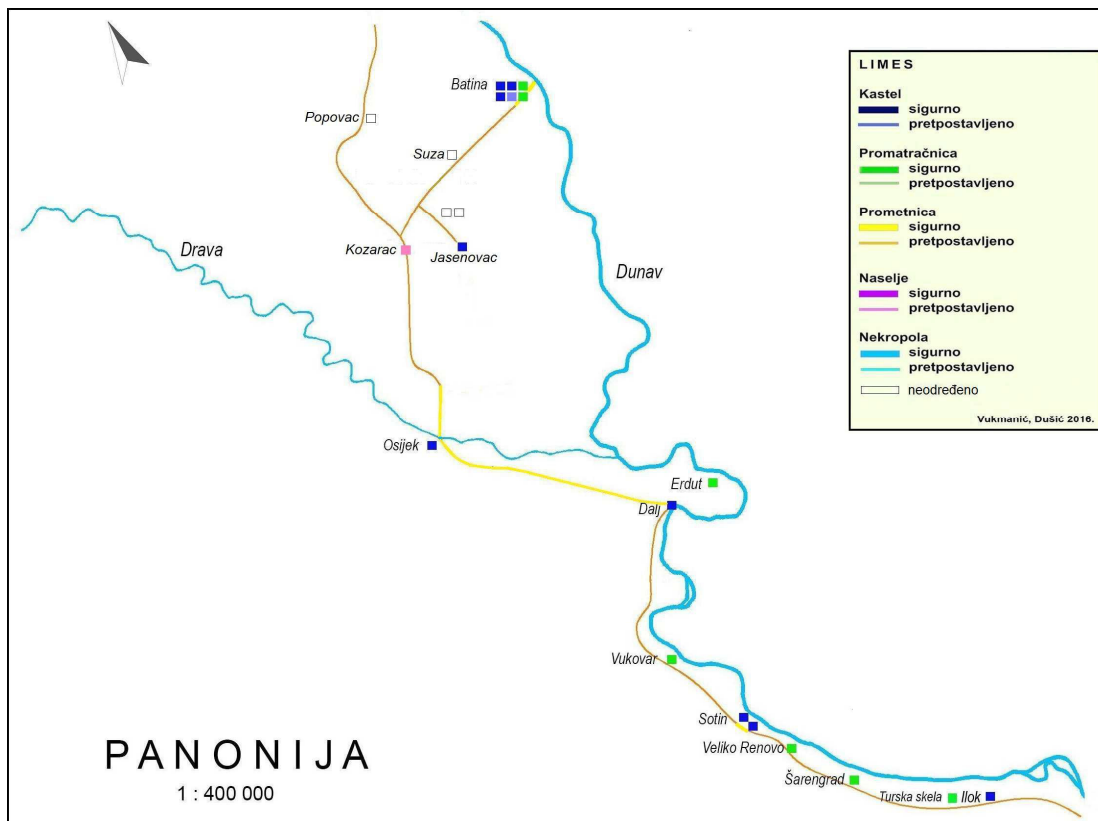 Batina
Popovac
Suza
Drava
Kozarac
Jasenovac
Dunav
Osijek
Erdut
Dalj
Vukovar
Sotin
Veliko Renovo
Šarengrad
Turska skela
Ilok
PANONIJA
1 : 400 000
LIMES
Kastel
sigurno
pretpostavljeno
Promatračnica
sigurno
pretpostavljeno
Prometnica
sigurno
pretpostavljeno
Naselje
sigurno
pretpostavljeno
Nekropola
sigurno
pretpostavljeno
neodređeno
Vukmanić, Dušić 2016.